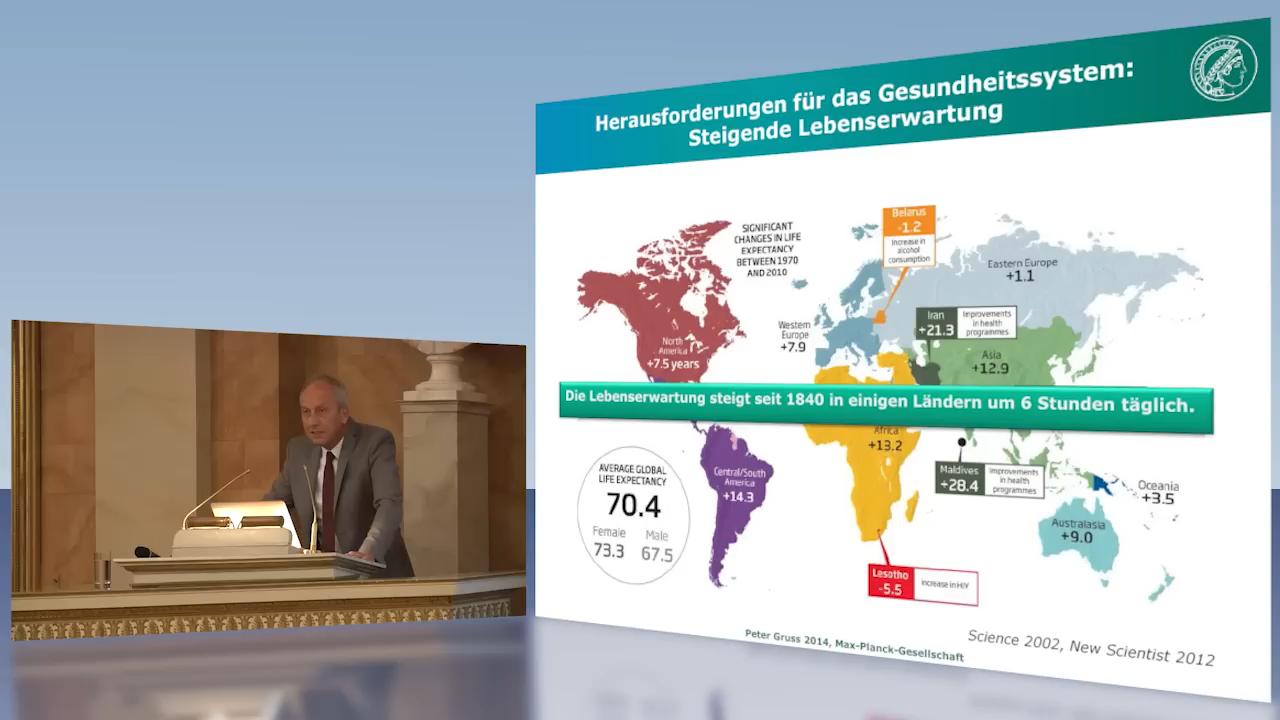 Herausforderungen für das Gesundheitssystem:
Steigende Lebenserwartung
SIGNIFICANT
CHANGES IN LIFE
EXPECTANCY
BETWEEN 1970
AND 2010
Belarus
-1.2
Increase in
alcohol
consumption
Eastern Europe
+1.1
Iran
+21.3
Improvements
in health
programmes
Western
Europe
+7.9
North
America
+7.5 years
Asia
+12.9
Die Lebenserwartung steigt seit 1840 in einigen Ländern um 6 Stunden täglich.
Africa
+13.2
AVERAGE GLOBAL
LIFE EXPECTANCY
70.4
Female
73.3
Male
67.5
Central/South
America
+14.3
Maldives
+28.4
Improvements
in health
programmes
Oceania
+3.5
Australasia
+9.0
Lesotho
-5.5
Increase in HIV
Peter Gruss 2014, Max-Planck-Gesellschaft
Science 2002, New Scientist 2012